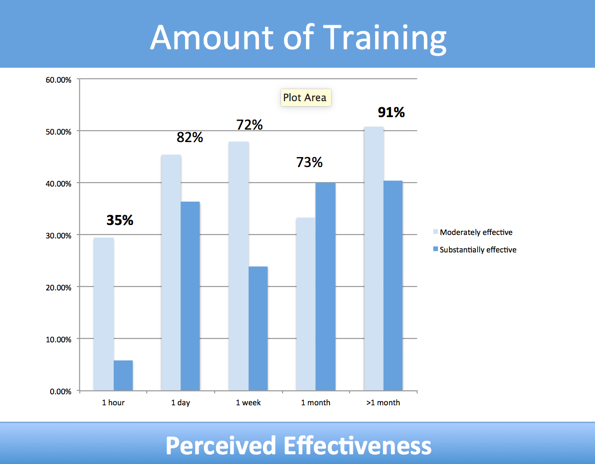 Amount of Training
60.00%
Plot Area
91%
50.00%
82%
72%
73%
40.00%
35%
30.00%
Moderately effective
Substantially effective
20.00%
10.00%
0.00%
1 hour
1 day
1 week
1 month
>1 month
Perceived Effectiveness